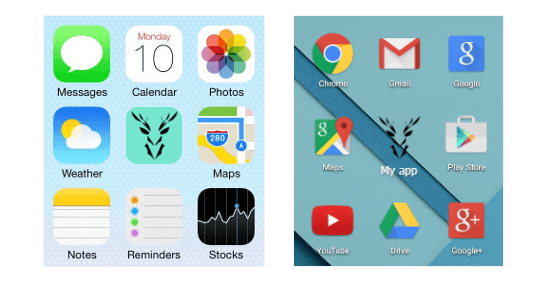 Monday
10
Messages
Calendar
Photos
280
Weather
Maps
Notes
Reminders
Stocks
Chrome
Gmail
g
Google
g
Maps
My app
Play Store
g+
YouTube
Drive
Google+